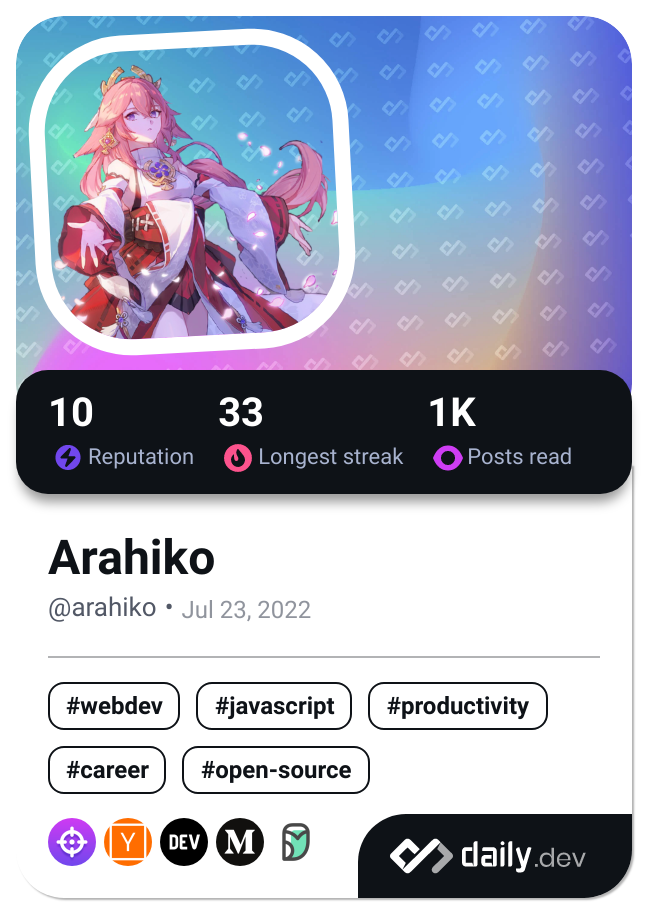 10 33 1K
Reputation Longest streak Posts read
Arahiko
@arahiko • Jul 23, 2022
#webdev #javascript #productivity
#career #open-source
Y DEV M daily.dev